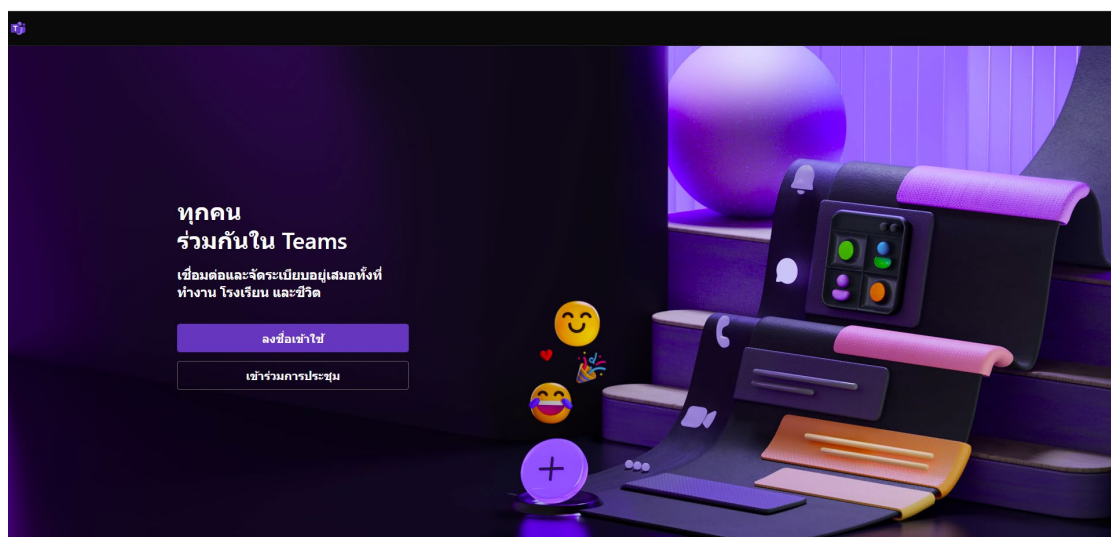 T
ทุกคน
ร่วมกันใน Teams
เชื่อมต่อและจัดระเบียบอยู่เสมอทั้งที่
ทำงาน โรงเรียน และชีวิต
ลงชื่อเข้าใช้
เข้าร่วมการประชุม